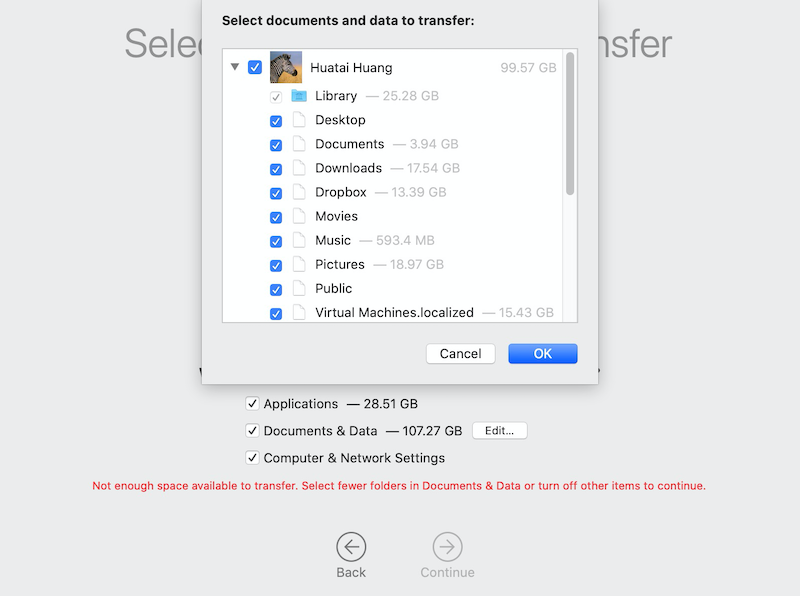 Select documents and data to transfer:
Huatai Huang 99.57 GB
Library — 25.28 GB
Desktop
Documents — 3.94 GB
Downloads — 17.54 GB
Dropbox — 13.39 GB
Movies
Music — 593.4 MB
Pictures — 18.97 GB
Public
Virtual Machines.localized — 15.43 GB
Cancel OK
Applications — 28.51 GB
Documents & Data — 107.27 GB Edit...
Computer & Network Settings
Not enough space available to transfer. Select fewer folders in Documents & Data or turn off other items to continue.
Back Continue